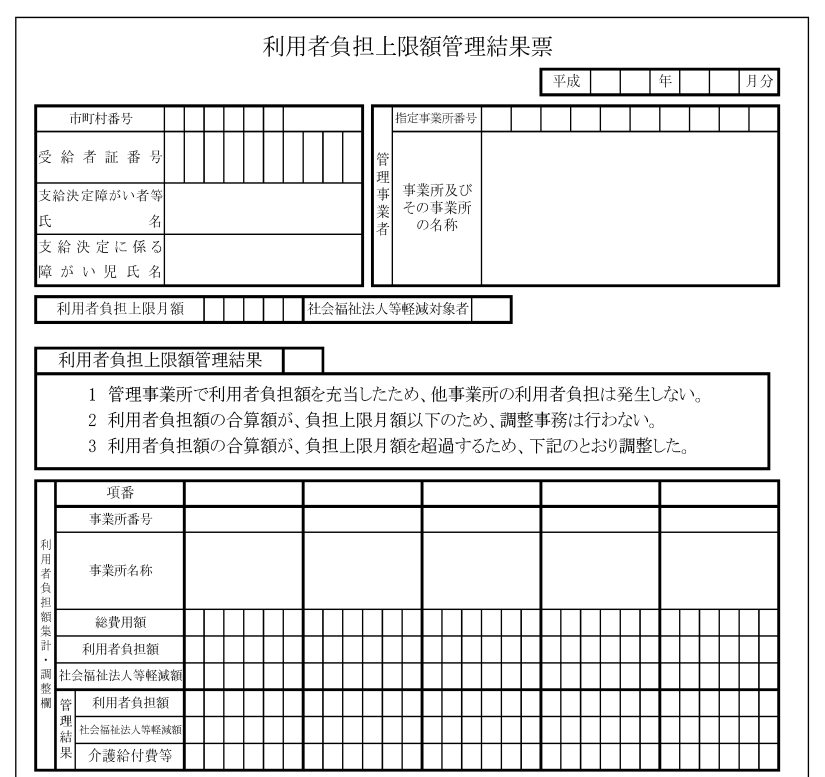 利用者負担上限額管理結果票
平成 年 月分
市町村番号
受給者証番号
支給決定障がい者等
氏名
支給決定に係る
障がい児氏名
管理事業者
指定事業所番号
事業所及び
その事業所
の名称
利用者負担上限月額 社会福祉法人等軽減対象者
利用者負担上限額管理結果
1 管理事業所で利用者負担額を充当したため、他事業所の利用者負担は発生しない。
2 利用者負担額の合算額が、負担上限月額以下のため、調整事務は行わない。
3 利用者負担額の合算額が、負担上限月額を超過するため、下記のとおり調整した。
利用者負担額集計・調整欄
項番
事業所番号
事業所名称
総費用額
利用者負担額
社会福祉法人等軽減額
管理結果
利用者負担額
社会福祉法人等軽減額
介護給付費等